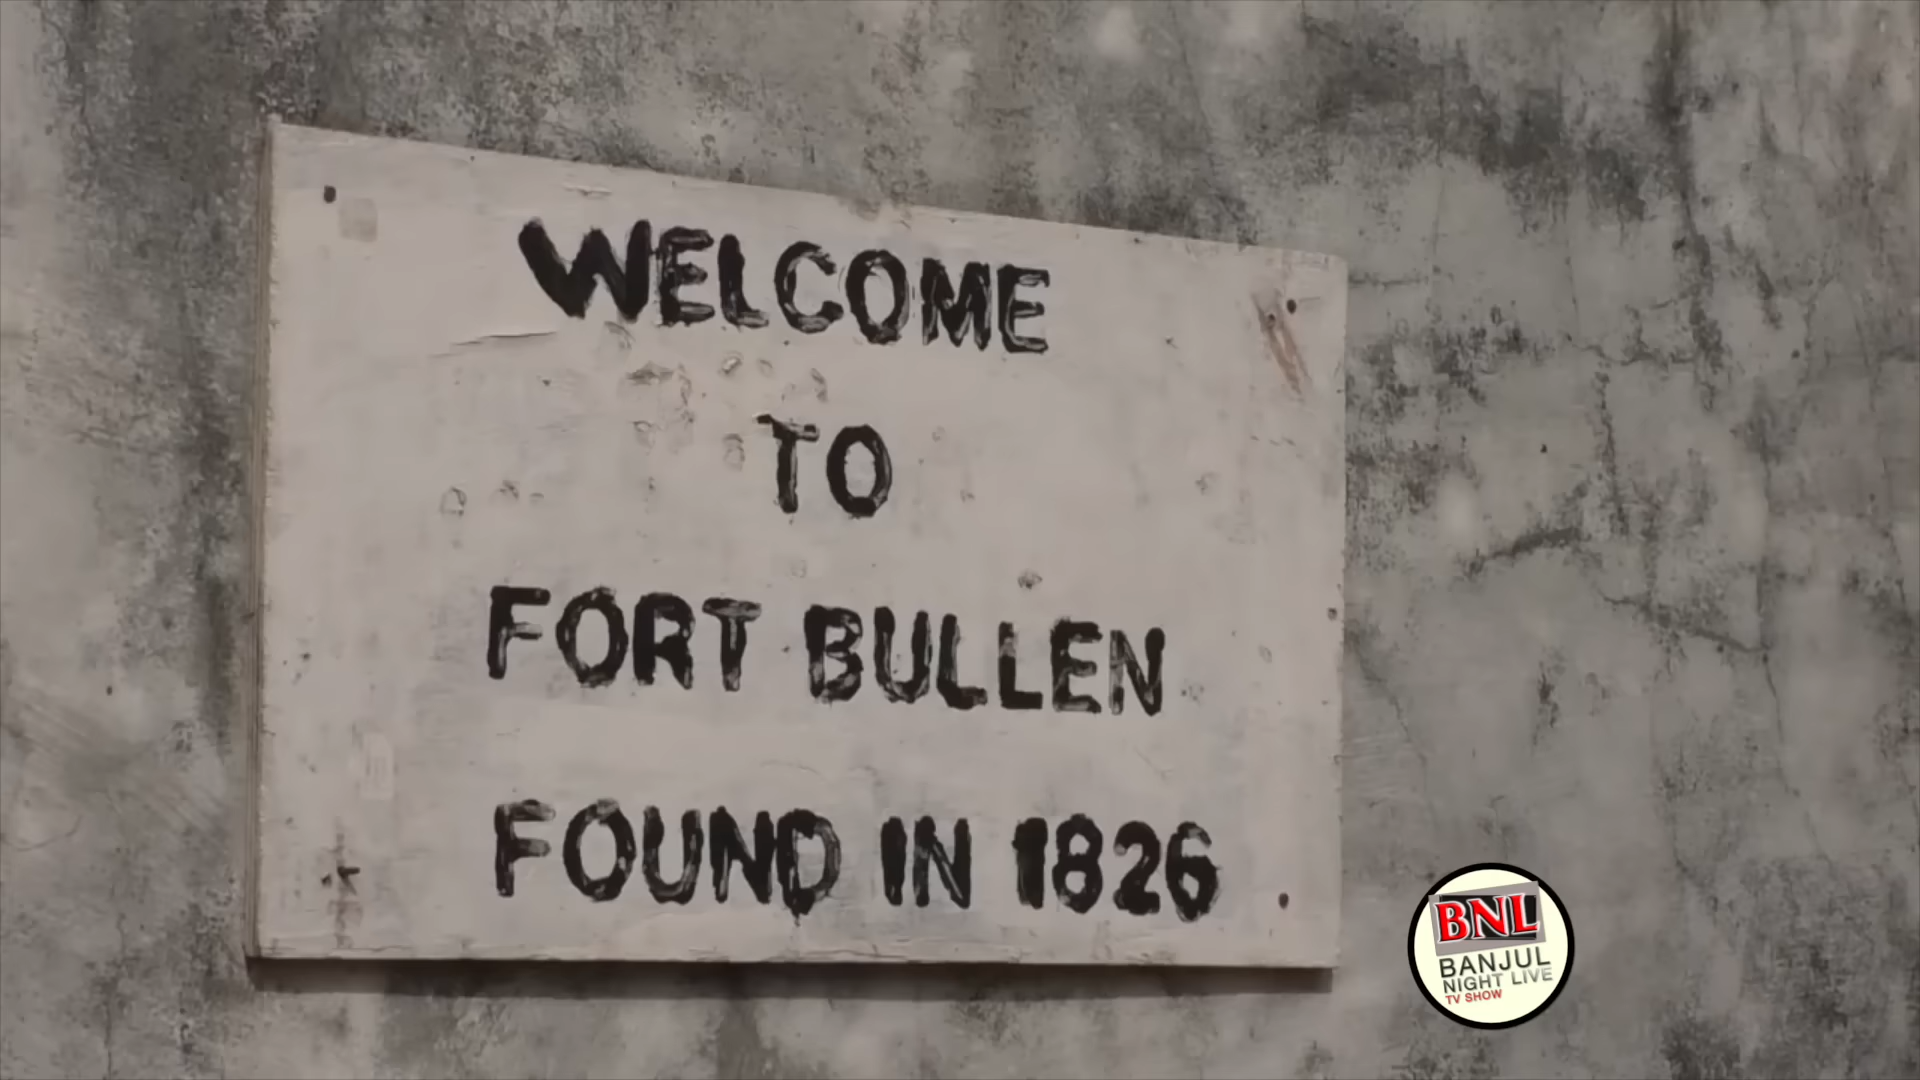 WELCOME
TO
FORT BULLEN
FOUND IN 1826
BNL
BANJUL
NIGHT LIVE
TV SHOW